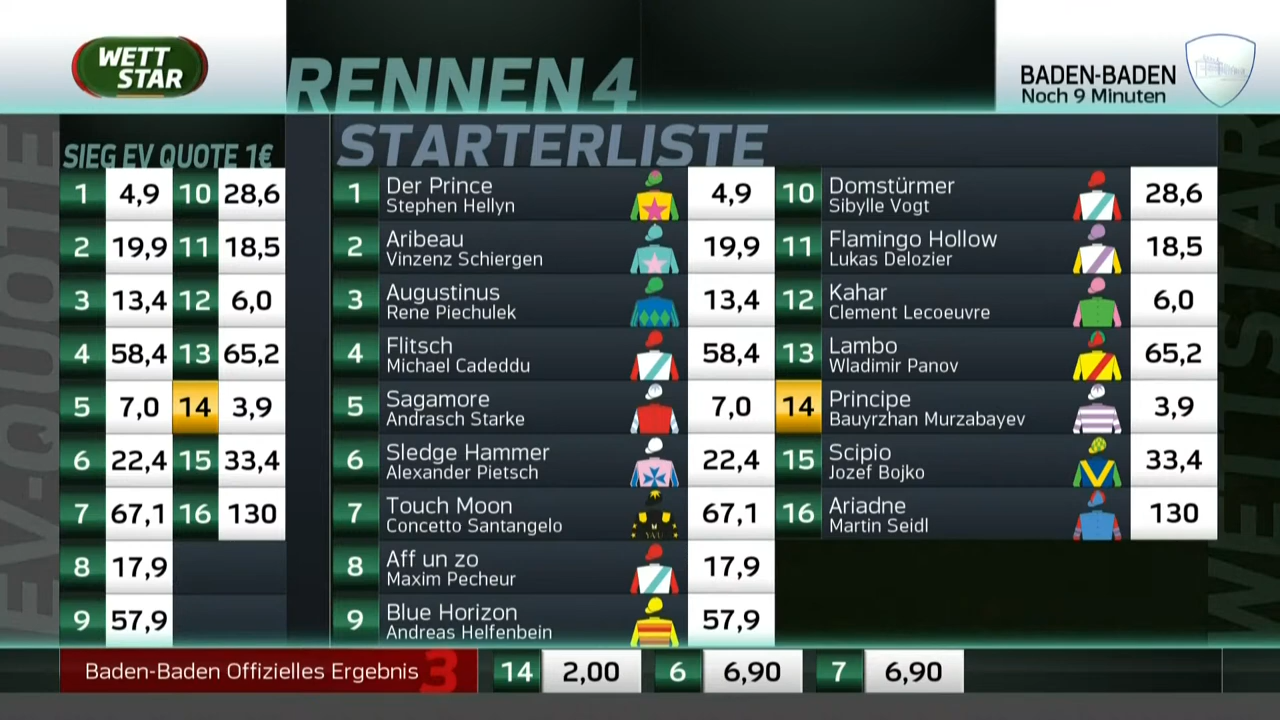 WETT
STAR
RENNEN 4
BADEN-BADEN
Noch 9 Minuten
SIEG EV QUOTE 1€
1 4,9 10 28,6
2 19,9 11 18,5
3 13,4 12 6,0
4 58,4 13 65,2
5 7,0 14 3,9
6 22,4 15 33,4
7 67,1 16 130
8 17,9
9 57,9
STARTERLISTE
1 Der Prince 4,9
Stephen Hellyn
2 Aribeau 19,9
Vinzenz Schiergen
3 Augustinus 13,4
Rene Piechulek
4 Flitsch 58,4
Michael Cadeddu
5 Sagamore 7,0
Andrasch Starke
6 Sledge Hammer 22,4
Alexander Pietsch
7 Touch Moon 67,1
Concetto Santangelo
8 Aff un zo 17,9
Maxim Pecheur
9 Blue Horizon 57,9
Andreas Helfenbein
10 Domstürmer 28,6
Sibylle Vogt
11 Flamingo Hollow 18,5
Lukas Delozier
12 Kahar 6,0
Clement Lecoeuvre
13 Lambo 65,2
Wladimir Panov
14 Principe 3,9
Bauyrzhan Murzabayev
15 Scipio 33,4
Jozef Bojko
16 Ariadne 130
Martin Seidl
Baden-Baden Offizielles Ergebnis 3 14 2,00 6 6,90 7 6,90
EV-QUOTE
WETTSTAR